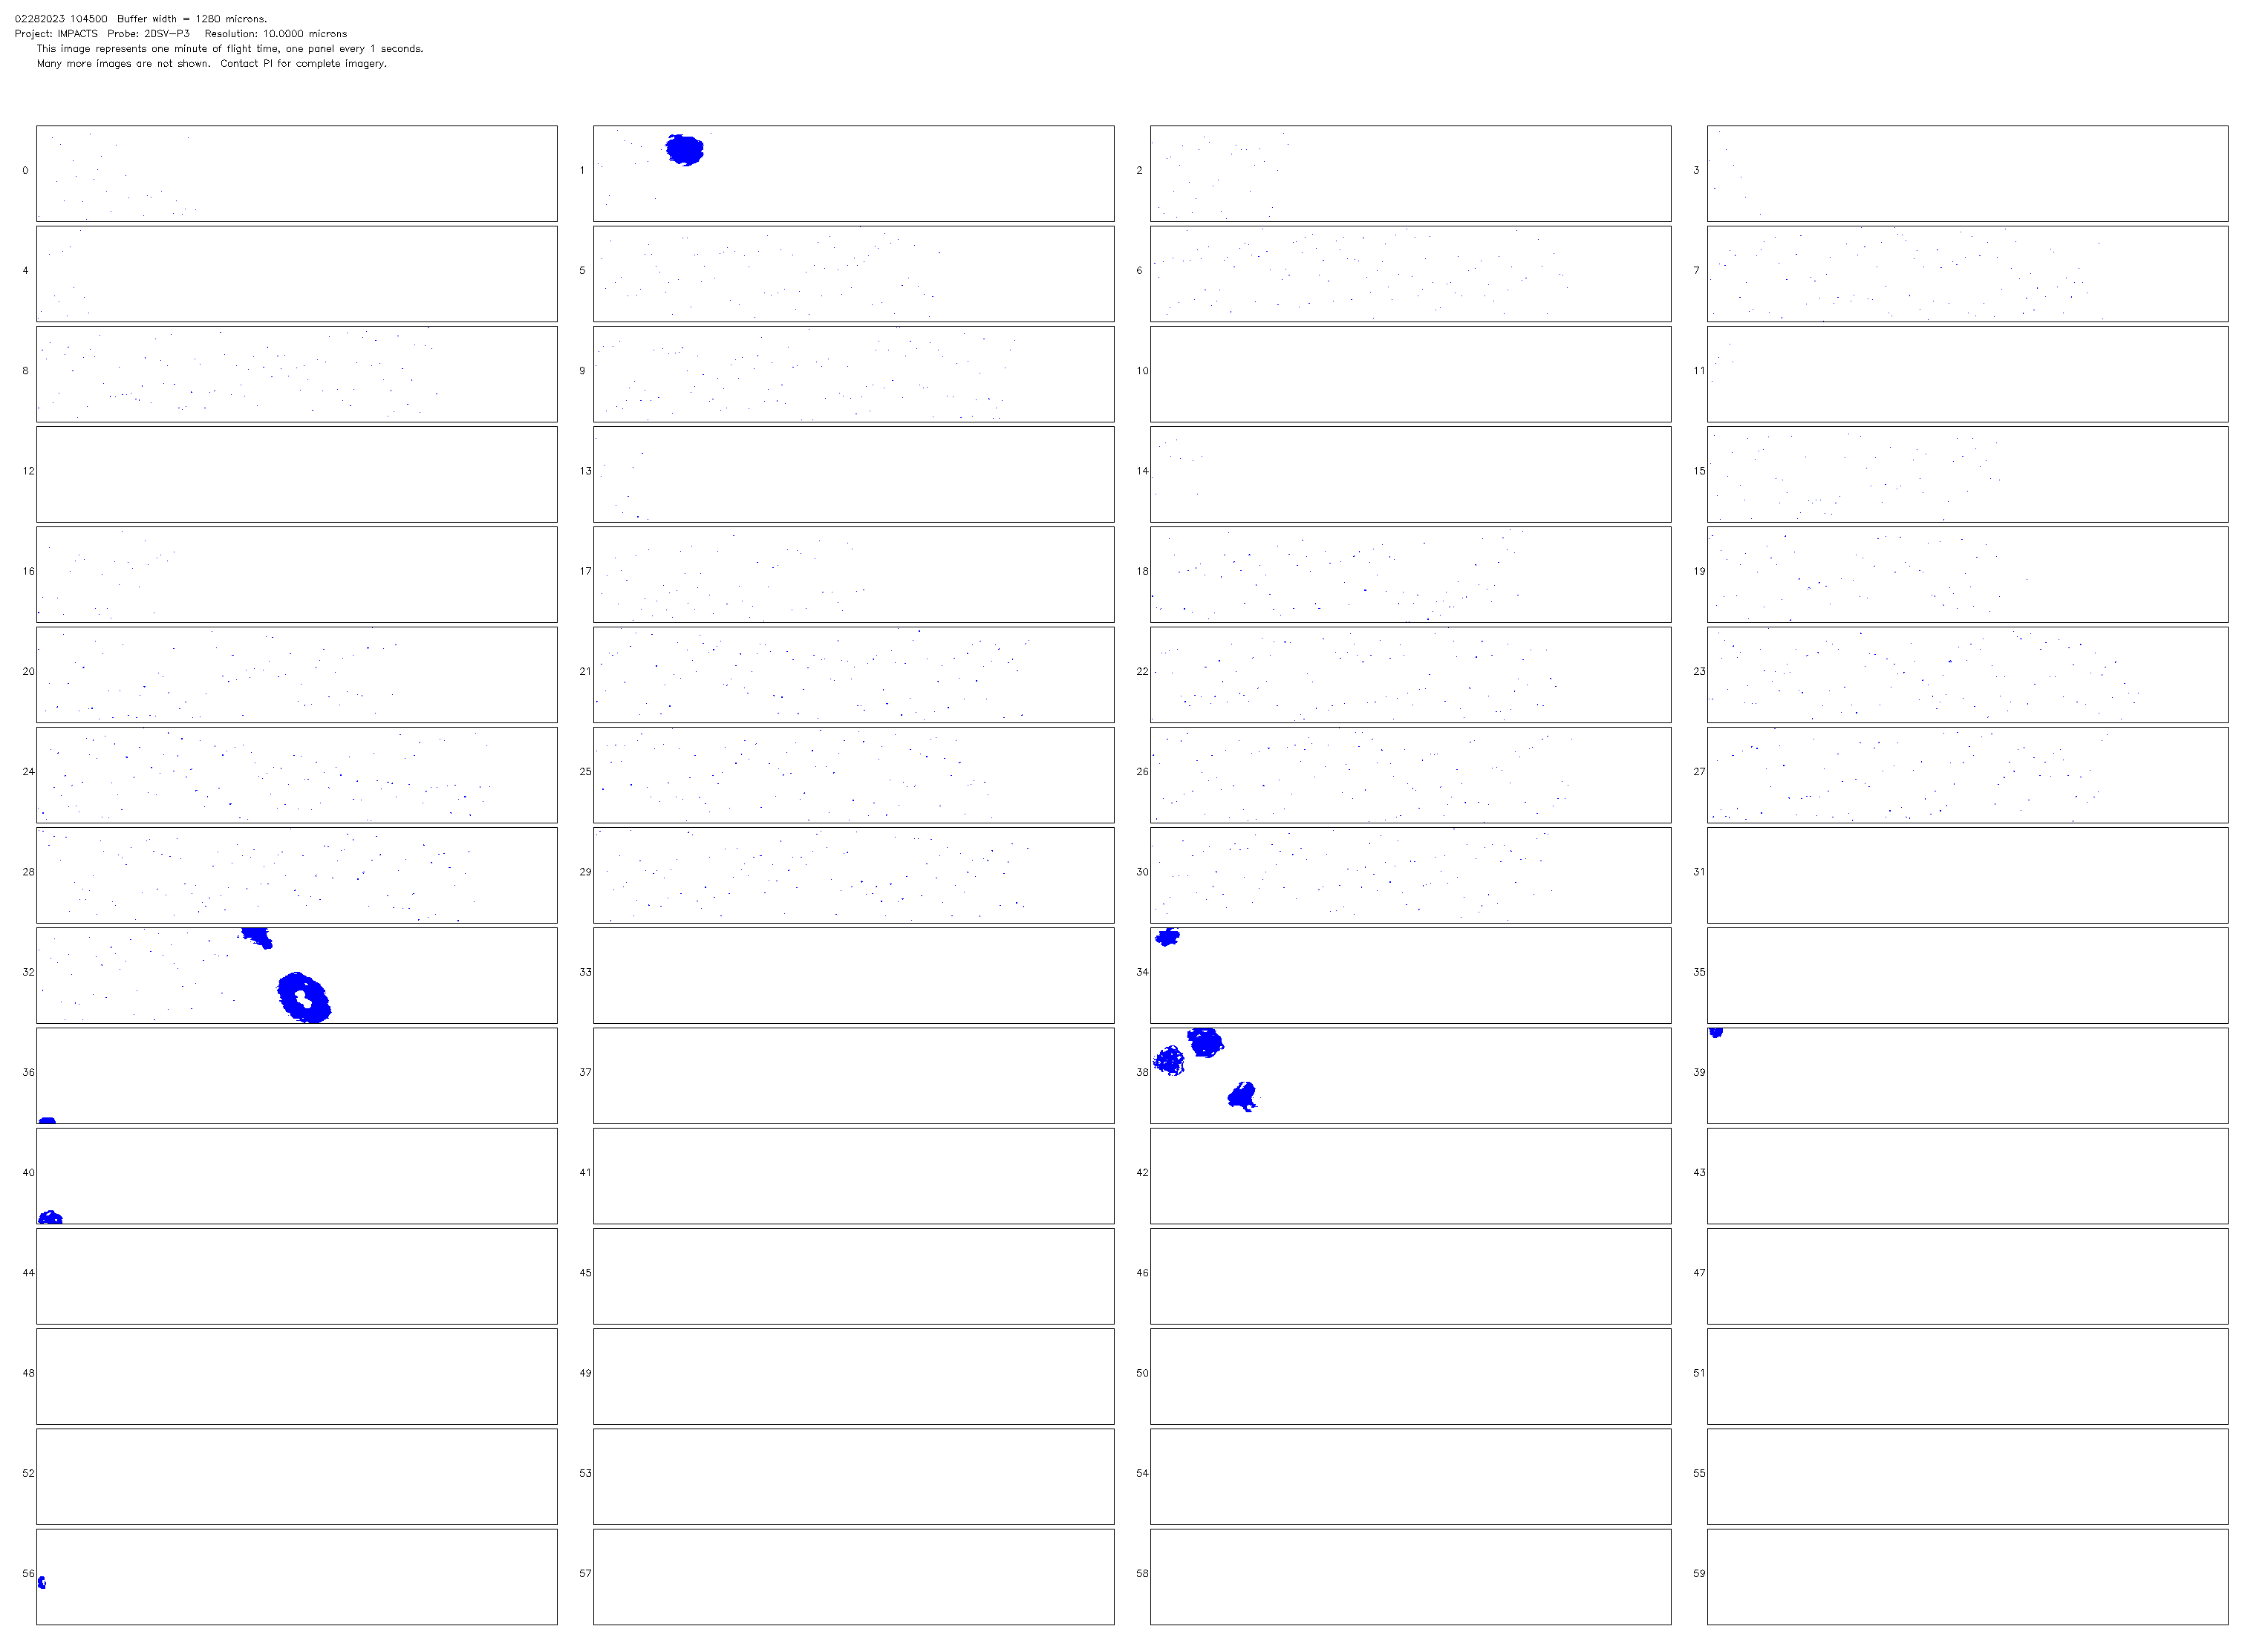 02282023 104500  Buffer width = 1280 microns.
Project: IMPACTS  Probe: 2DSV-P3   Resolution: 10.0000 microns
This image represents one minute of flight time, one panel every 1 seconds.
Many more images are not shown.  Contact PI for complete imagery.
0 1 2 3
4 5 6 7
8 9 10 11
12 13 14 15
16 17 18 19
20 21 22 23
24 25 26 27
28 29 30 31
32 33 34 35
36 37 38 39
40 41 42 43
44 45 46 47
48 49 50 51
52 53 54 55
56 57 58 59